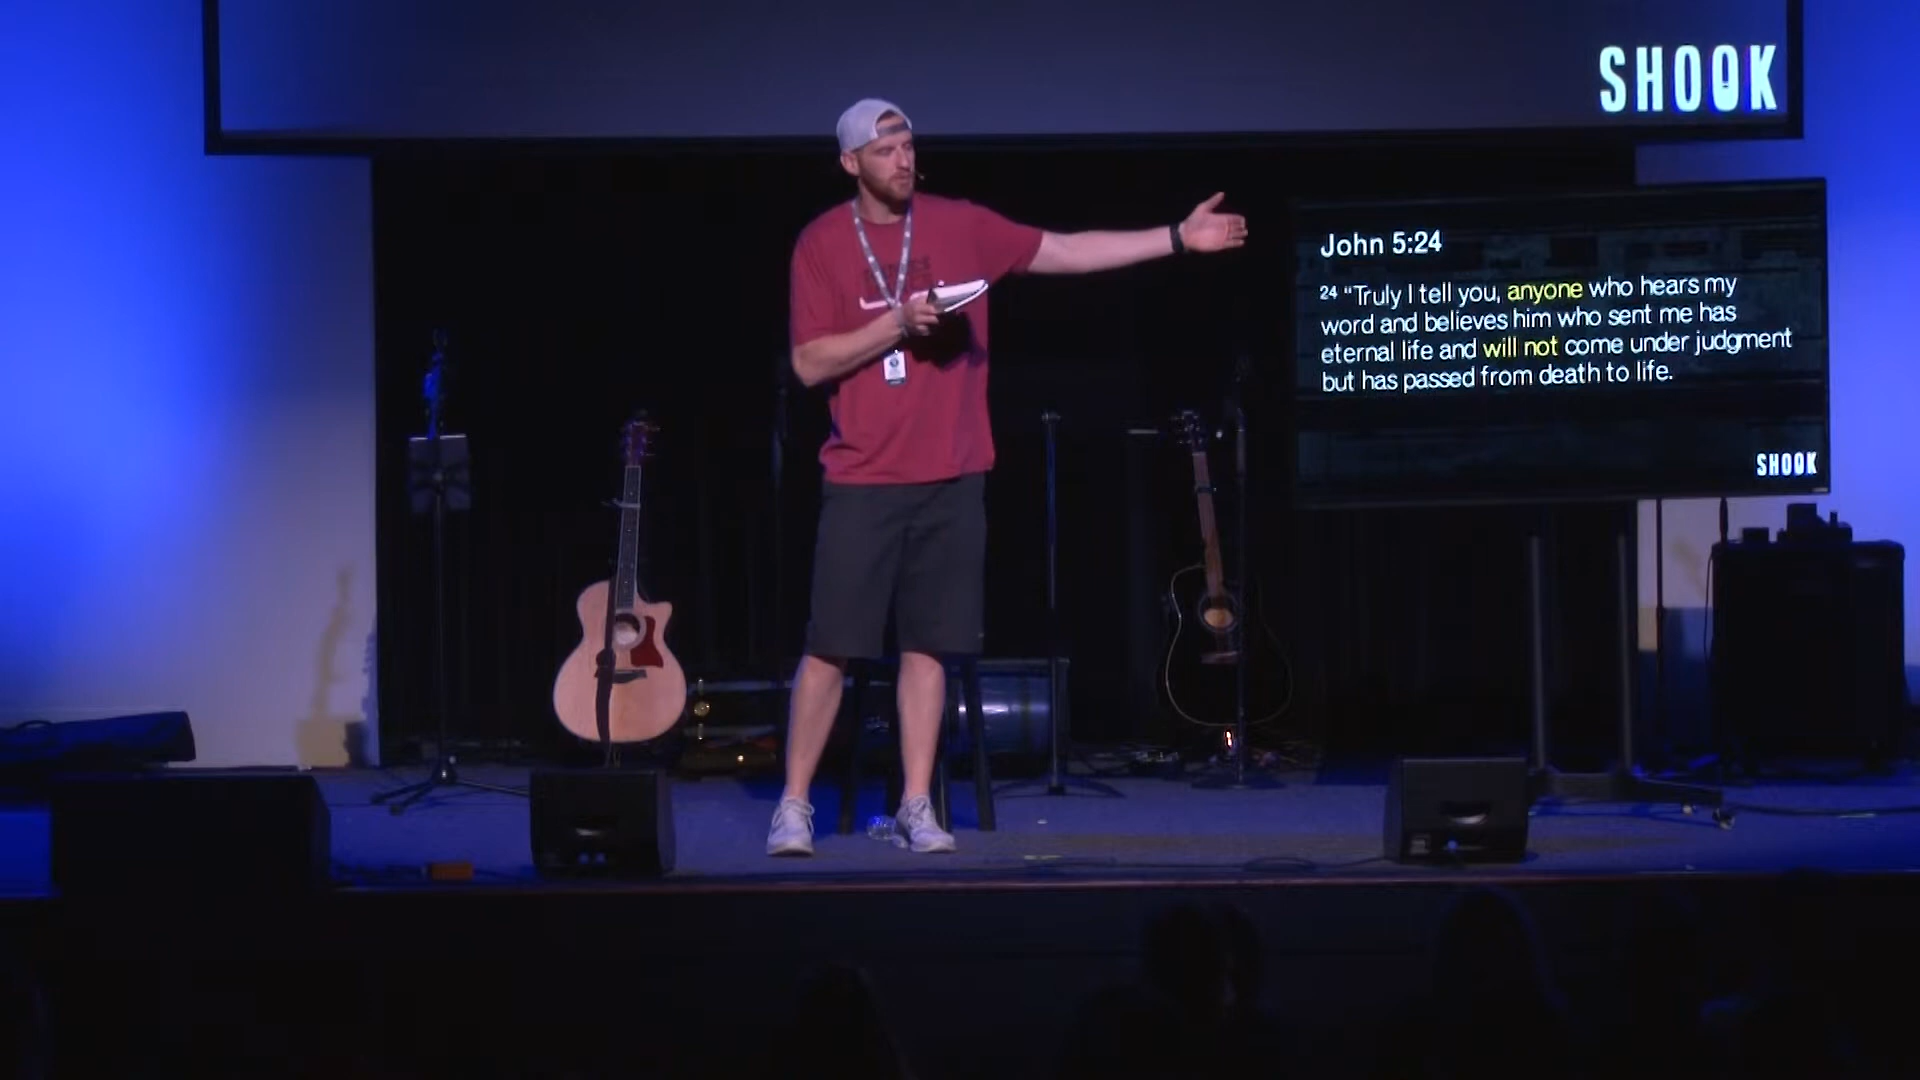 SHOOK
John 5:24
24 "Truly I tell you, anyone who hears my
word and believes him who sent me has
eternal life and will not come under judgment
but has passed from death to life.
SHOOK